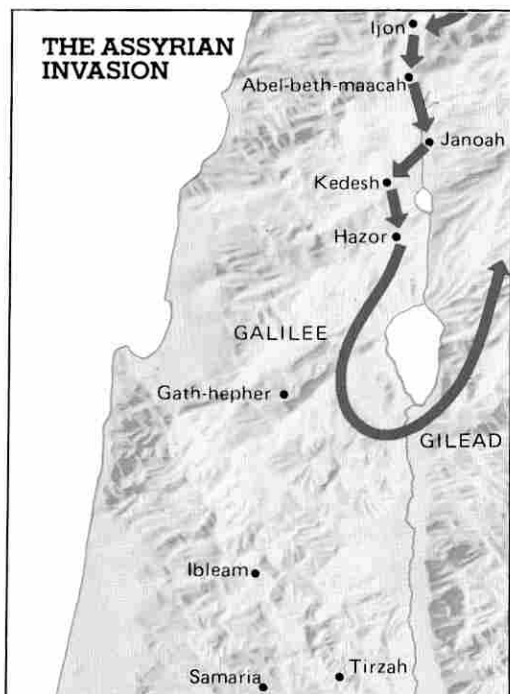 THE ASSYRIAN
INVASION
Ijon
Abel-beth-maacah
Janoah
Kedesh
Hazor
GALILEE
Gath-hepher
GILEAD
Ibleam
Tirzah
Samaria